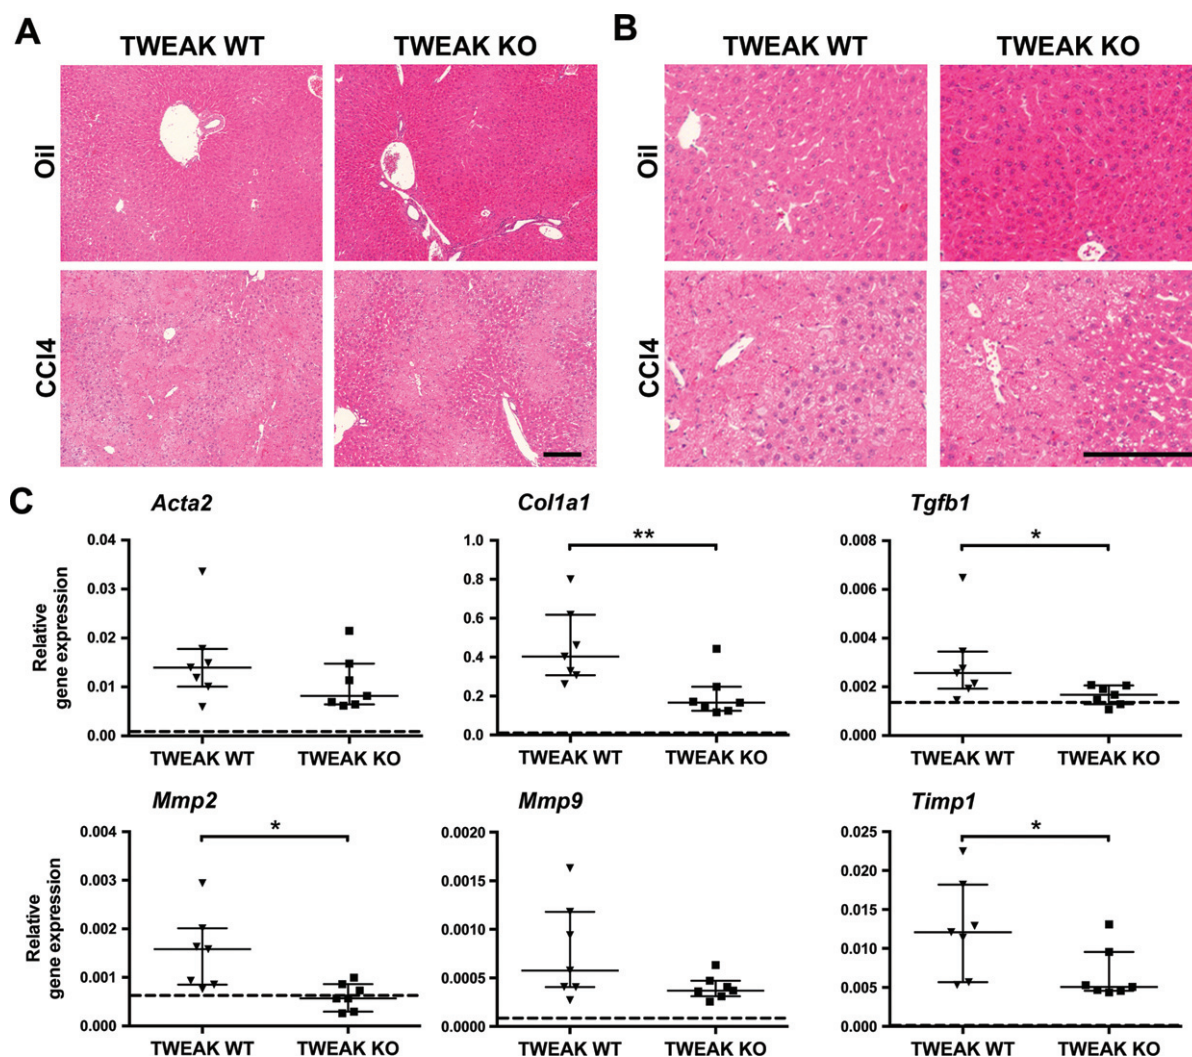 A
TWEAK WT
TWEAK KO
B
TWEAK WT
TWEAK KO
Oil
Oil
CCl4
CCl4
C
Acta2
Col1a1
Tgfb1
Relative
gene expression
0.04
0.03
0.02
0.01
0.00
TWEAK WT
TWEAK KO
1.0
0.8
0.6
0.4
0.2
0.0
**
TWEAK WT
TWEAK KO
0.008
0.006
0.004
0.002
0.000
*
TWEAK WT
TWEAK KO
Mmp2
Mmp9
Timp1
Relative
gene expression
0.004
0.003
0.002
0.001
0.000
*
TWEAK WT
TWEAK KO
0.0020
0.0015
0.0010
0.0005
0.0000
TWEAK WT
TWEAK KO
0.025
0.020
0.015
0.010
0.005
0.000
*
TWEAK WT
TWEAK KO